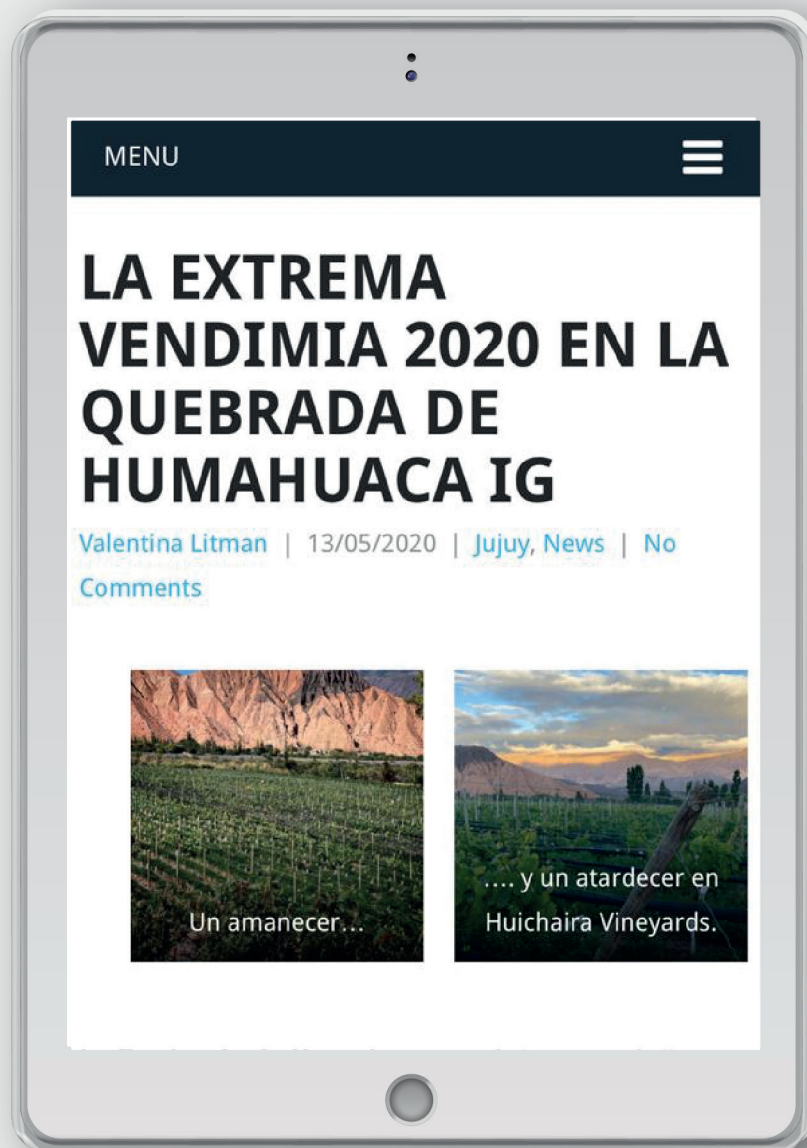 MENU
LA EXTREMA
VENDIMIA 2020 EN LA
QUEBRADA DE
HUMAHUACA IG
Valentina Litman | 13/05/2020 | Jujuy, News | No
Comments
Un amanecer...
.... y un atardecer en
Huichaira Vineyards.